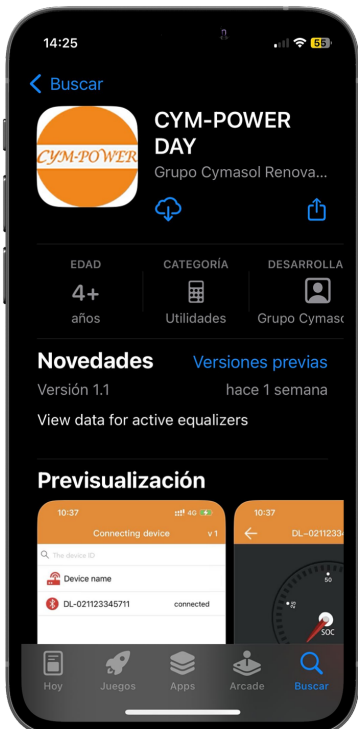 14:25
55
Buscar
CYM-POWER
CYM-POWER
DAY
Grupo Cymasol Renova...
EDAD
4+
años
CATEGORÍA
Utilidades
DESARROLLA
Grupo Cymaso
Novedades
Versiones previas
Versión 1.1
hace 1 semana
View data for active equalizers
Previsualización
10:37
4G
Connecting device
v 1
The device ID
Device name
DL-021123345711
connected
10:37
DL-02112334
50
SOC
Hoy
Juegos
Apps
Arcade
Buscar